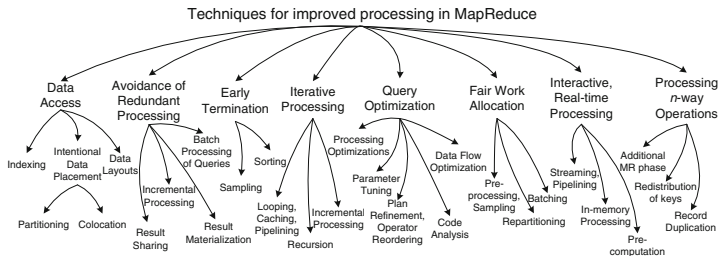 Techniques for improved processing in MapReduce
Data
Access
Avoidance of
Redundant
Processing
Early
Termination
Iterative
Processing
Query
Optimization
Fair Work
Allocation
Interactive,
Real-time
Processing
Processing
n-way
Operations
Indexing
Intentional
Data
Placement
Data
Layouts
Partitioning
Colocation
Result
Sharing
Incremental
Processing
Result
Materialization
Batch
Processing
of Queries
Sampling
Sorting
Looping,
Caching,
Pipelining
Recursion
Incremental
Processing
Processing
Optimizations
Parameter
Tuning
Plan
Refinement,
Operator
Reordering
Code
Analysis
Data Flow
Optimization
Pre-
processing,
Sampling
Repartitioning
Batching
Streaming,
Pipelining
In-memory
Processing
Pre-
computation
Additional
MR phase
Redistribution
of keys
Record
Duplication